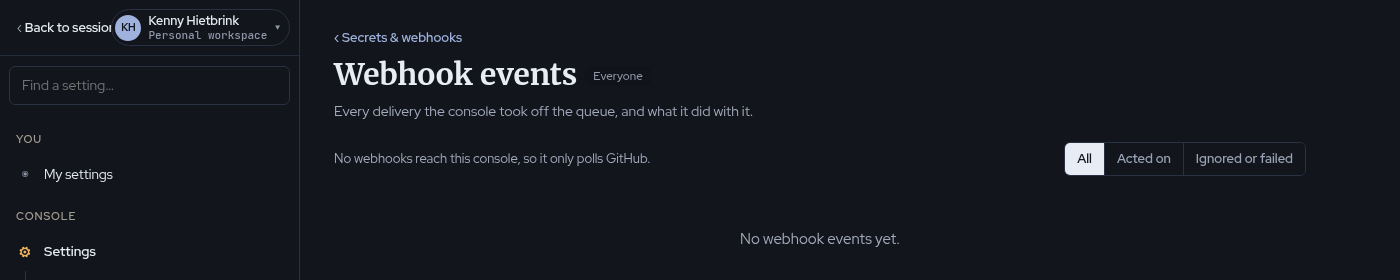 ‹ Back to session
KH
Kenny Hietbrink
Personal workspace
Find a setting...
YOU
My settings
CONSOLE
Settings
‹ Secrets & webhooks
Webhook events
Everyone
Every delivery the console took off the queue, and what it did with it.
No webhooks reach this console, so it only polls GitHub.
All
Acted on
Ignored or failed
No webhook events yet.